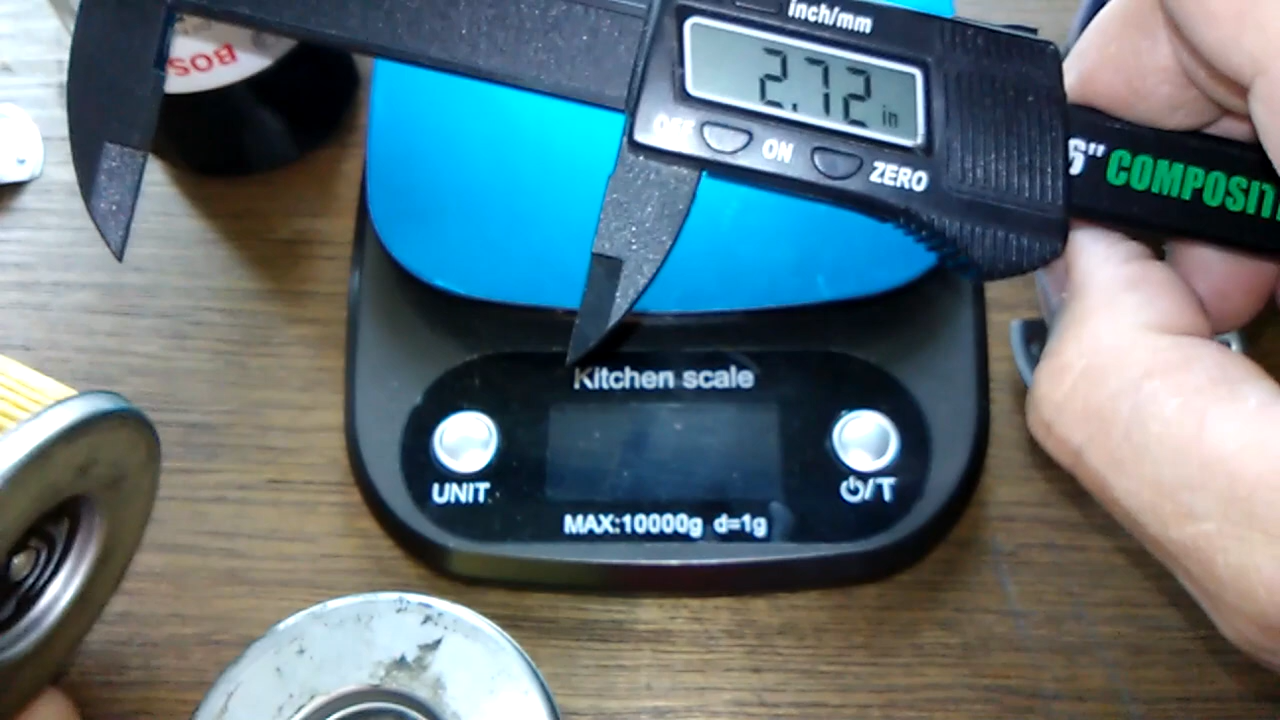 inch/mm
2.72 in
OFF
ON
ZERO
6" COMPOSIT
BOS
Kitchen scale
UNIT
⏻/T
MAX:10000g d=1g